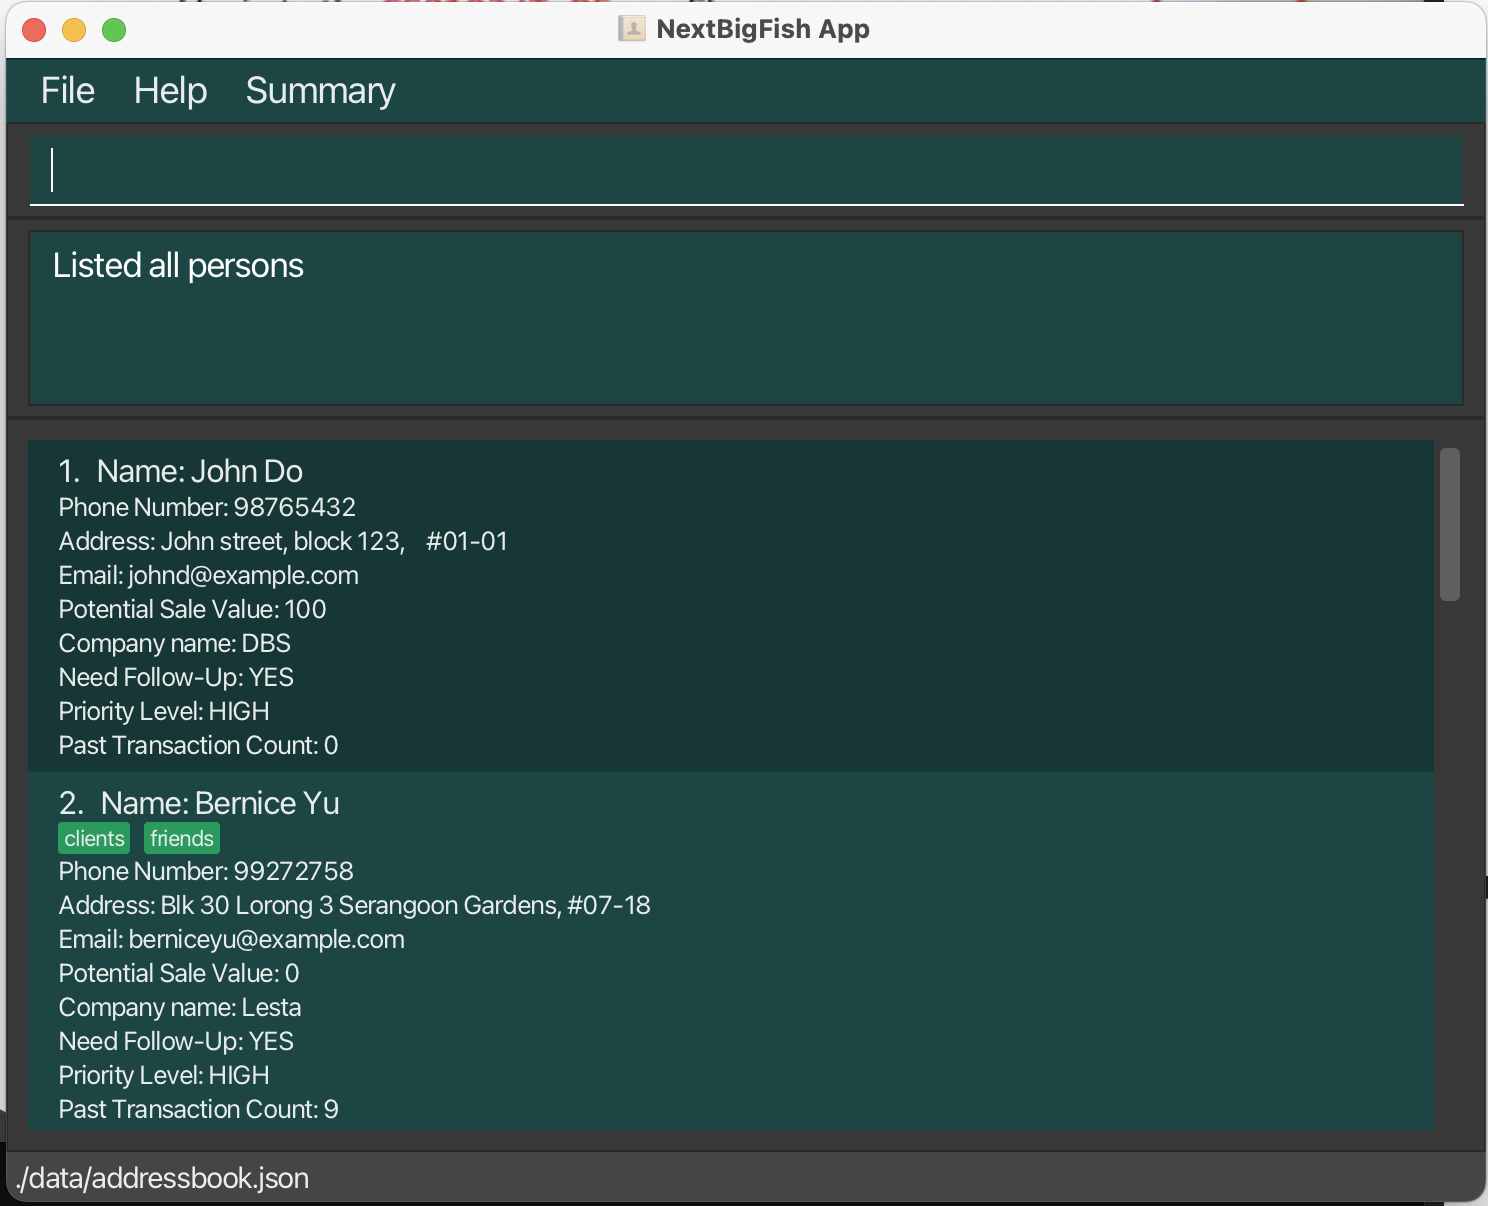 NextBigFish App
File Help Summary
Listed all persons
1. Name: John Do
Phone Number: 98765432
Address: John street, block 123, #01-01
Email: johnd@example.com
Potential Sale Value: 100
Company name: DBS
Need Follow-Up: YES
Priority Level: HIGH
Past Transaction Count: 0
2. Name: Bernice Yu
clients friends
Phone Number: 99272758
Address: Blk 30 Lorong 3 Serangoon Gardens, #07-18
Email: berniceyu@example.com
Potential Sale Value: 0
Company name: Lesta
Need Follow-Up: YES
Priority Level: HIGH
Past Transaction Count: 9
./data/addressbook.json